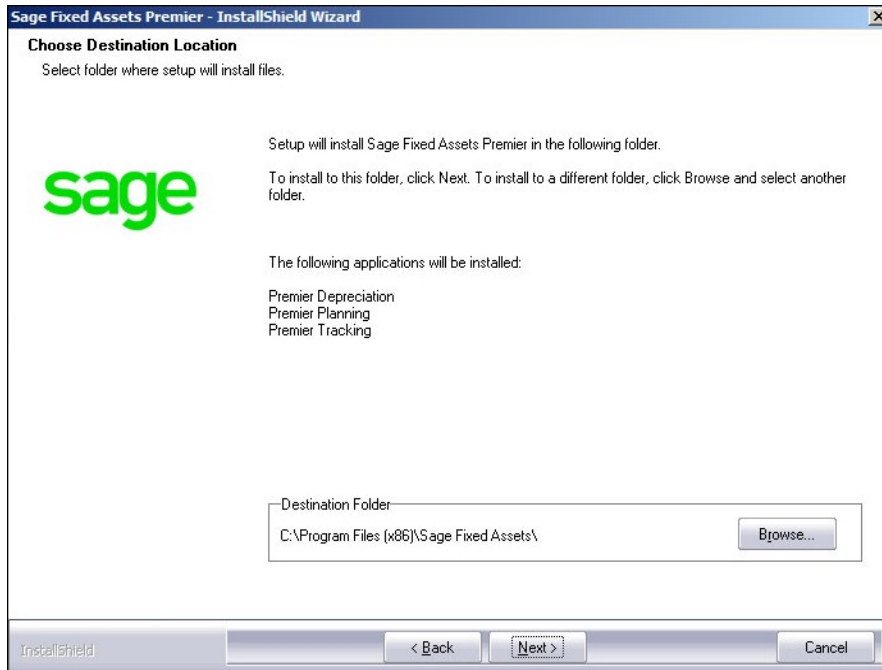 Sage Fixed Assets Premier - InstallShield Wizard
Choose Destination Location
Select folder where setup will install files.
sage
Setup will install Sage Fixed Assets Premier in the following folder.
To install to this folder, click Next. To install to a different folder, click Browse and select another
folder.
The following applications will be installed:
Premier Depreciation
Premier Planning
Premier Tracking
Destination Folder
C:\Program Files (x86)\Sage Fixed Assets\
Browse...
InstallShield
< Back
Next >
Cancel